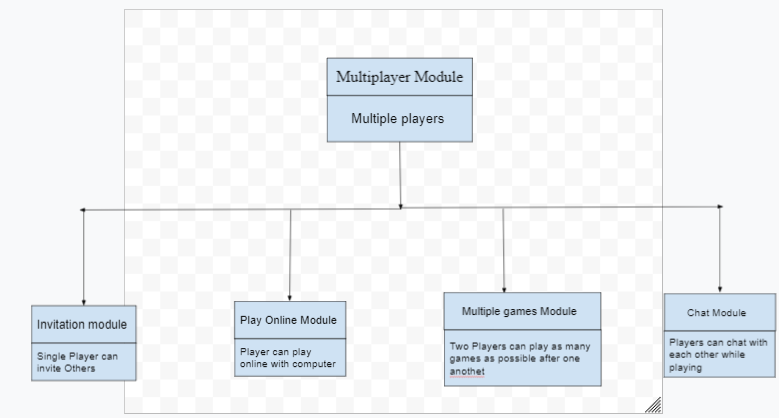 Multiplayer Module
Multiple players
Invitation module
Single Player can
invite Others
Play Online Module
Player can play
online with computer
Multiple games Module
Two Players can play as many
games as possible after one
anothet
Chat Module
Players can chat with
each other while
playing